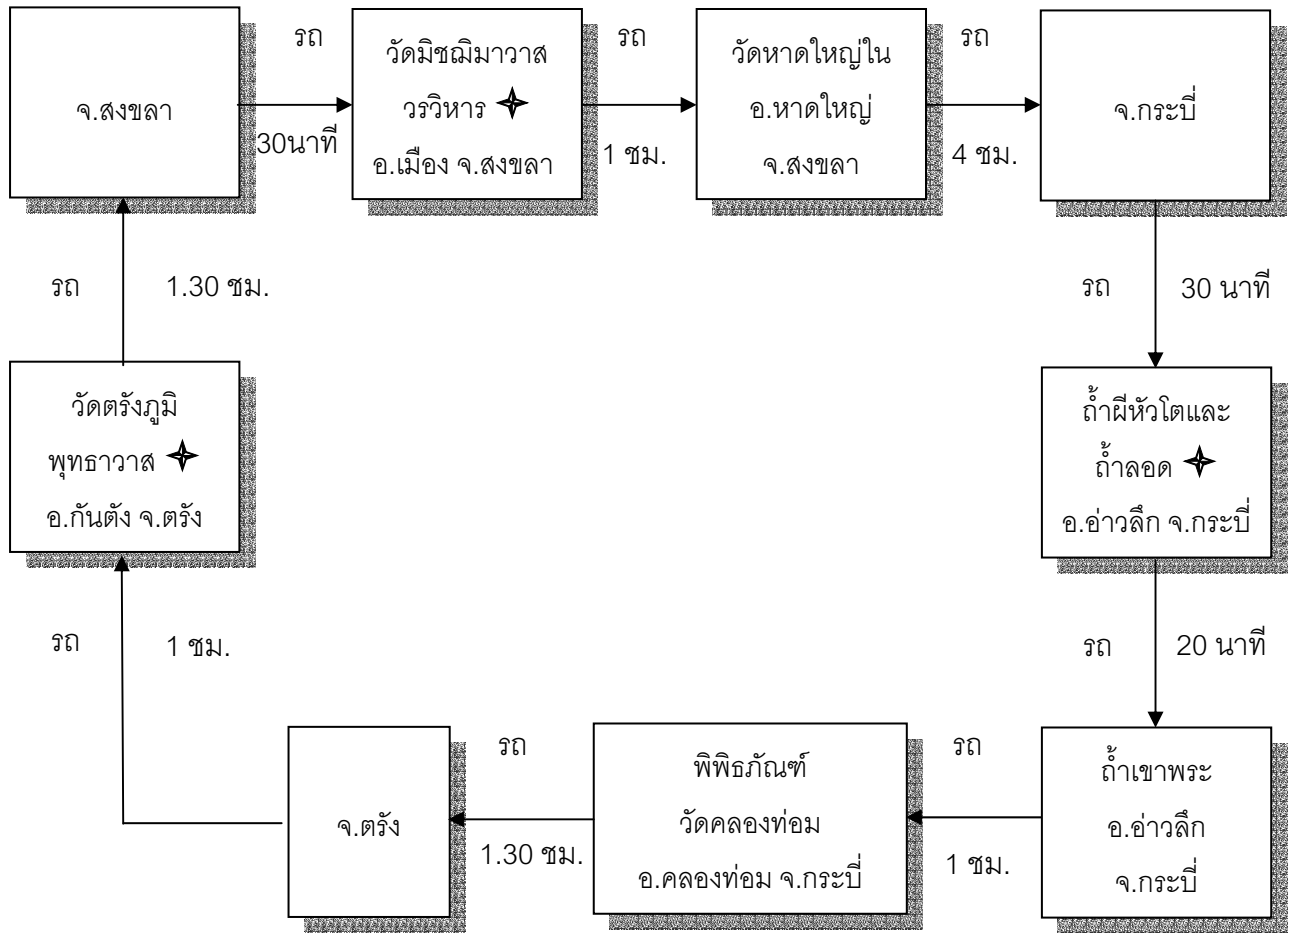 จ.สงขลา
รถ
30นาที
วัดมิชฌิมาวาส
วรวิหาร
อ.เมือง จ.สงขลา
รถ
1 ชม.
วัดหาดใหญ่ใน
อ.หาดใหญ่
จ.สงขลา
รถ
4 ชม.
จ.กระบี่
รถ
30 นาที
ถ้ำผีหัวโตและ
ถ้ำลอด
อ.อ่าวลึก จ.กระบี่
รถ
20 นาที
ถ้ำเขาพระ
อ.อ่าวลึก
จ.กระบี่
รถ
1 ชม.
พิพิธภัณฑ์
วัดคลองท่อม
อ.คลองท่อม จ.กระบี่
รถ
1.30 ชม.
จ.ตรัง
รถ
1 ชม.
วัดตรังภูมิ
พุทธาวาส
อ.กันตัง จ.ตรัง
รถ
1.30 ชม.